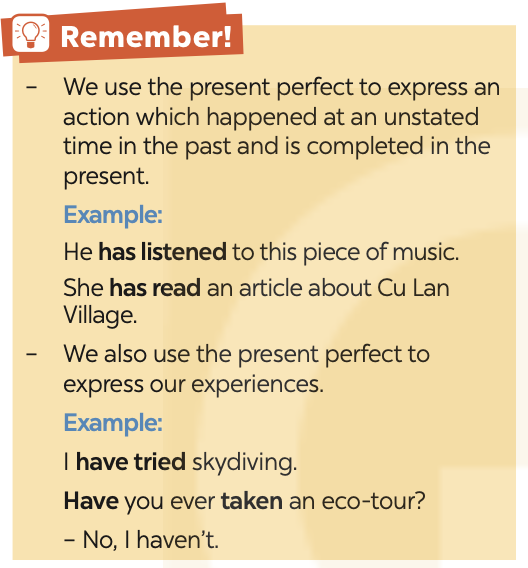 Remember!
– We use the present perfect to express an
action which happened at an unstated
time in the past and is completed in the
present.
Example:
He has listened to this piece of music.
She has read an article about Cu Lan
Village.
– We also use the present perfect to
express our experiences.
Example:
I have tried skydiving.
Have you ever taken an eco-tour?
– No, I haven't.